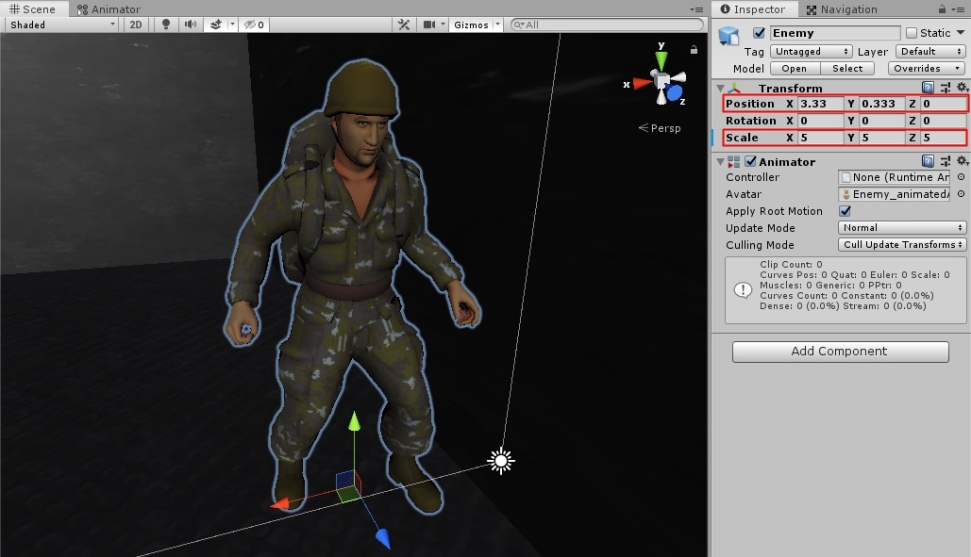 Scene Animator
Inspector Navigation
Shaded 2D 0 Gizmos All
Enemy Static
Tag Untagged Layer Default
Model Open Select Overrides
Transform
Position X 3.33 Y 0.333 Z 0
Rotation X 0 Y 0 Z 0
Scale X 5 Y 5 Z 5
y
x
z
Persp
Animator
Controller None (Runtime An
Avatar Enemy_animatedA
Apply Root Motion
Update Mode Normal
Culling Mode Cull Update Transforms
Clip Count: 0
Curves Pos: 0 Quat: 0 Euler: 0 Scale: 0
Muscles: 0 Generic: 0 PPtr: 0
Curves Count: 0 Constant: 0 (0.0%)
Dense: 0 (0.0%) Stream: 0 (0.0%)
Add Component